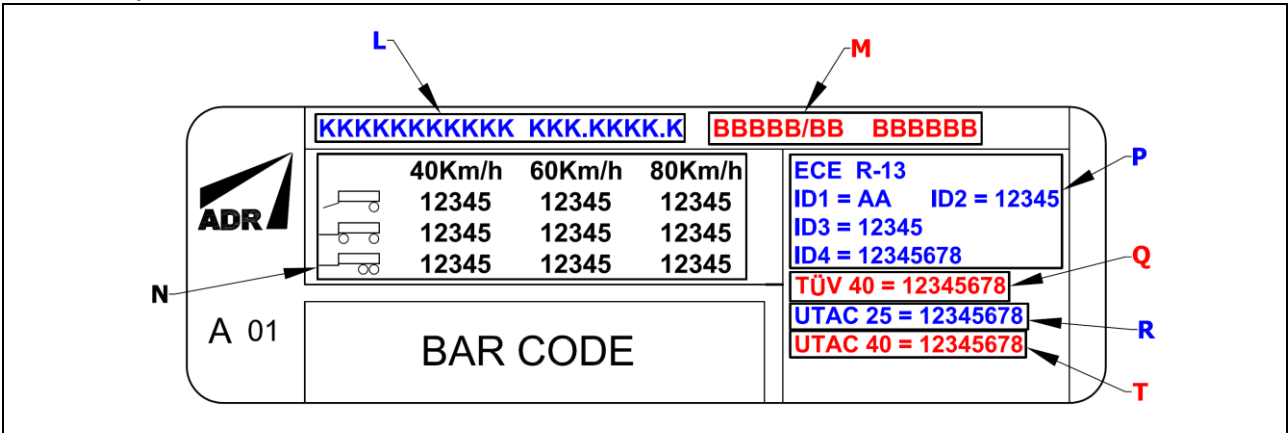 L
M
KKKKKKKKKKK KKK.KKKK.K
BBBBB/BB BBBBBB
ADR
40Km/h 60Km/h 80Km/h
12345 12345 12345
12345 12345 12345
12345 12345 12345
N
A 01
BAR CODE
ECE R-13
ID1 = AA ID2 = 12345
ID3 = 12345
ID4 = 12345678
P
TÜV 40 = 12345678
Q
UTAC 25 = 12345678
R
UTAC 40 = 12345678
T